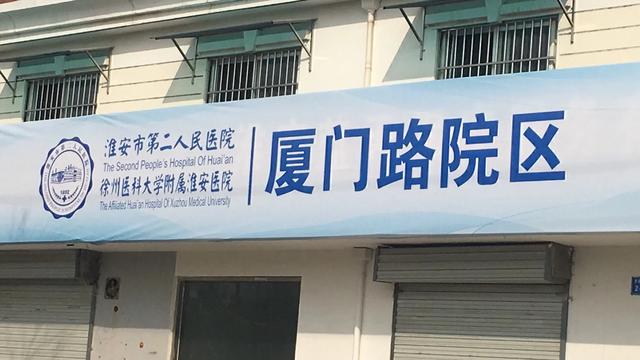 淮安市第二人民医院
The Second People's Hospital Of Huai'an
徐州医科大学附属淮安医院
The Affiliated Huai'an Hospital Of Xuzhou Medical University
厦门路院区